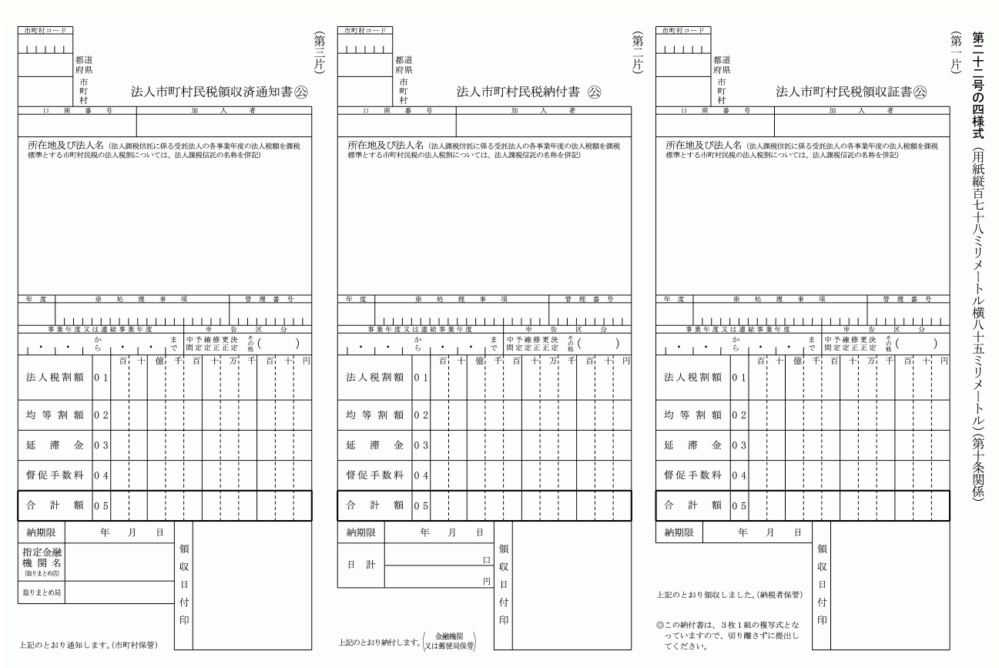 第二十二号の四様式（用紙縦百七十八ミリメートル横八十五ミリメートル）（第十条関係）
（第三片）
市町村コード
都道
府県
市
町
村
法人市町村民税領収済通知書㊡
口座番号 加入者
所在地及び法人名（法人課税信託に係る受託法人の各事業年度の法人税額を課税
標準とする市町村民税の法人税割については、法人課税信託の名称を併記）
年度 ※処理事項 管理番号
事業年度又は連結事業年度 申告区分
・ ・ から ・ ・ まで 中間 予定 確定 修正 更正 決定 その他（ ）
百 十 億 千 百 十 万 千 百 十 円
法人税割額 01
均等割額 02
延滞金 03
督促手数料 04
合計額 05
納期限 年 月 日
領収日付印
指定金融
機関名
（取りまとめ店）
取りまとめ局
上記のとおり通知します。（市町村保管）
（第二片）
市町村コード
都道
府県
市
町
村
法人市町村民税納付書 ㊡
口座番号 加入者
所在地及び法人名（法人課税信託に係る受託法人の各事業年度の法人税額を課税
標準とする市町村民税の法人税割については、法人課税信託の名称を併記）
年度 ※処理事項 管理番号
事業年度又は連結事業年度 申告区分
・ ・ から ・ ・ まで 中間 予定 確定 修正 更正 決定 その他（ ）
百 十 億 千 百 十 万 千 百 十 円
法人税割額 01
均等割額 02
延滞金 03
督促手数料 04
合計額 05
納期限 年 月 日
領収日付印
日計 口
円
上記のとおり納付します。（金融機関
又は郵便局保管）
（第一片）
市町村コード
都道
府県
市
町
村
法人市町村民税領収証書㊡
口座番号 加入者
所在地及び法人名（法人課税信託に係る受託法人の各事業年度の法人税額を課税
標準とする市町村民税の法人税割については、法人課税信託の名称を併記）
年度 ※処理事項 管理番号
事業年度又は連結事業年度 申告区分
・ ・ から ・ ・ まで 中間 予定 確定 修正 更正 決定 その他（ ）
百 十 億 千 百 十 万 千 百 十 円
法人税割額 01
均等割額 02
延滞金 03
督促手数料 04
合計額 05
納期限 年 月 日
領収日付印
上記のとおり領収しました。（納税者保管）
◎この納付書は、３枚１組の複写式とな
っていますので、切り離さずに提出し
てください。